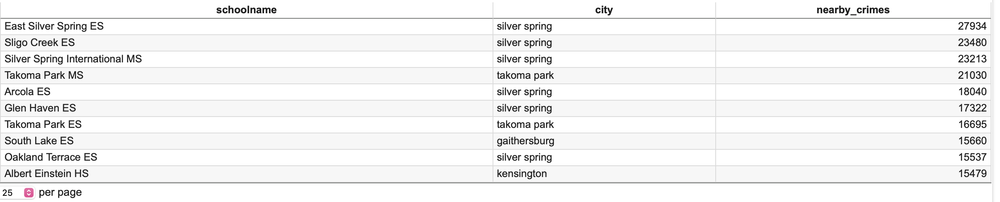 schoolname city nearby_crimes
East Silver Spring ES silver spring 27934
Sligo Creek ES silver spring 23480
Silver Spring International MS silver spring 23213
Takoma Park MS takoma park 21030
Arcola ES silver spring 18040
Glen Haven ES silver spring 17322
Takoma Park ES takoma park 16695
South Lake ES gaithersburg 15660
Oakland Terrace ES silver spring 15537
Albert Einstein HS kensington 15479
25 per page